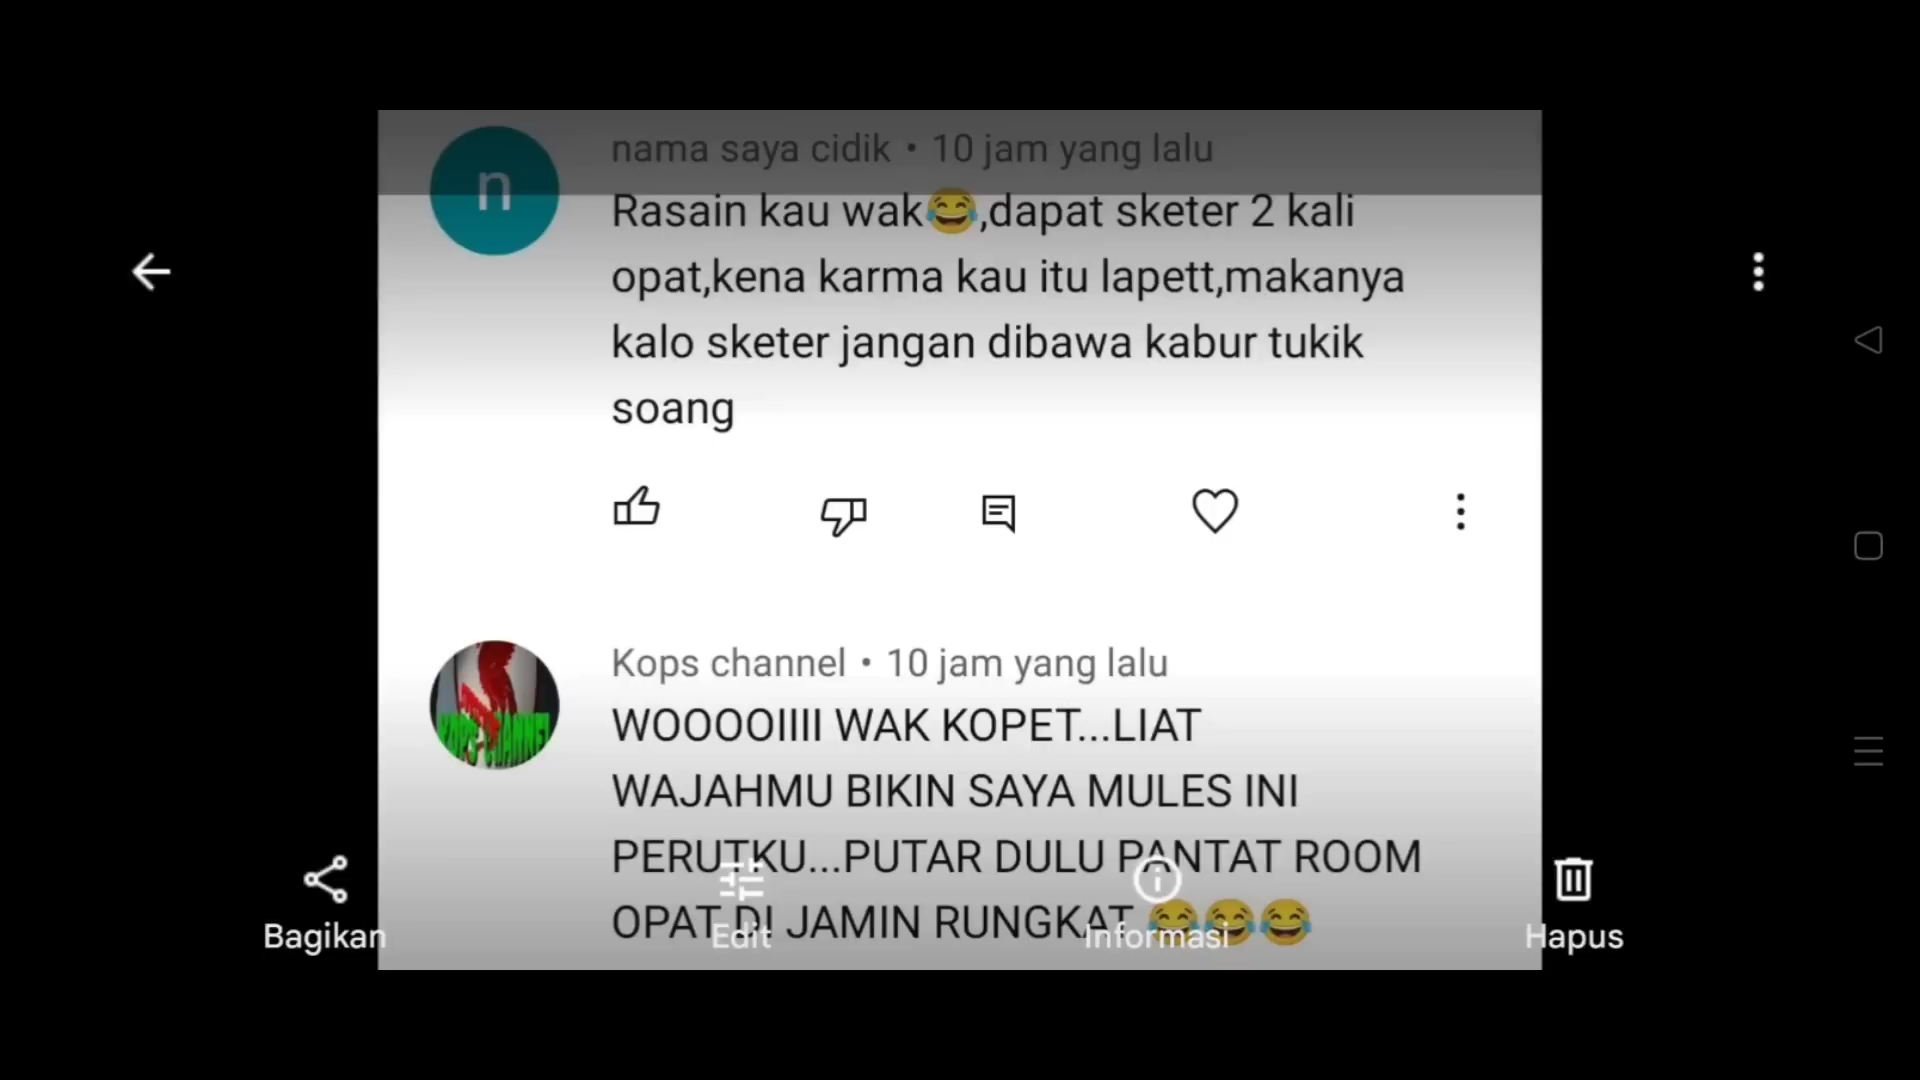 n
nama saya cidik • 10 jam yang lalu
Rasain kau wak😂,dapat sketer 2 kali
opat,kena karma kau itu lapett,makanya
kalo sketer jangan dibawa kabur tukik
soang
Kops channel • 10 jam yang lalu
WOOOOIIII WAK KOPET...LIAT
WAJAHMU BIKIN SAYA MULES INI
PERUTKU...PUTAR DULU PANTAT ROOM
OPAT DI JAMIN RUNGKAT 😂😂😂
Bagikan
Edit
Informasi
Hapus